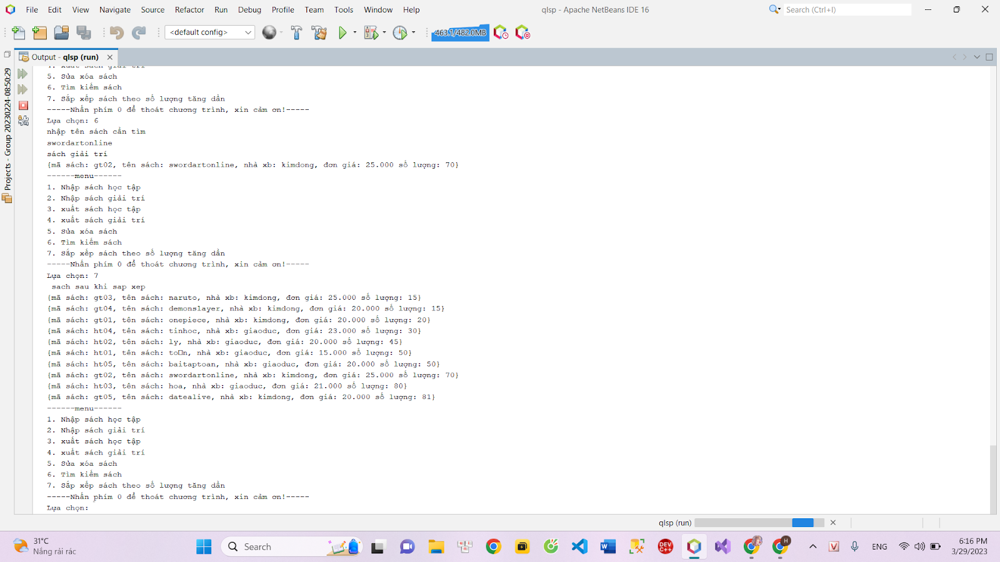 File Edit View Navigate Source Refactor Run Debug Profile Team Tools Window Help
qlsp - Apache NetBeans IDE 16
Search (Ctrl+I)
<default config>
463.1/482.0MB
Output - qlsp (run)
Projects - Group 20230224-08:50:29
4. xuất sách giải trí
5. Sửa xóa sách
6. Tìm kiếm sách
7. Sắp xếp sách theo số lượng tăng dần
-----Nhấn phím 0 để thoát chương trình, xin cảm ơn!-----
Lựa chọn: 6
nhập tên sách cần tìm
swordartonline
sách giải trí
{mã sách: gt02, tên sách: swordartonline, nhà xb: kimdong, đơn giá: 25.000 số lượng: 70}
------menu------
1. Nhập sách học tập
2. Nhập sách giải trí
3. xuất sách học tập
4. xuất sách giải trí
5. Sửa xóa sách
6. Tìm kiếm sách
7. Sắp xếp sách theo số lượng tăng dần
-----Nhấn phím 0 để thoát chương trình, xin cảm ơn!-----
Lựa chọn: 7
sach sau khi sap xep
{mã sách: gt03, tên sách: naruto, nhà xb: kimdong, đơn giá: 25.000 số lượng: 15}
{mã sách: gt04, tên sách: demonslayer, nhà xb: kimdong, đơn giá: 20.000 số lượng: 15}
{mã sách: gt01, tên sách: onepiece, nhà xb: kimdong, đơn giá: 20.000 số lượng: 20}
{mã sách: ht04, tên sách: tinhoc, nhà xb: giaoduc, đơn giá: 23.000 số lượng: 30}
{mã sách: ht02, tên sách: ly, nhà xb: giaoduc, đơn giá: 20.000 số lượng: 45}
{mã sách: ht01, tên sách: to□n, nhà xb: giaoduc, đơn giá: 15.000 số lượng: 50}
{mã sách: ht05, tên sách: baitaptoan, nhà xb: giaoduc, đơn giá: 20.000 số lượng: 50}
{mã sách: gt02, tên sách: swordartonline, nhà xb: kimdong, đơn giá: 25.000 số lượng: 70}
{mã sách: ht03, tên sách: hoa, nhà xb: giaoduc, đơn giá: 21.000 số lượng: 80}
{mã sách: gt05, tên sách: datealive, nhà xb: kimdong, đơn giá: 20.000 số lượng: 81}
------menu------
1. Nhập sách học tập
2. Nhập sách giải trí
3. xuất sách học tập
4. xuất sách giải trí
5. Sửa xóa sách
6. Tìm kiếm sách
7. Sắp xếp sách theo số lượng tăng dần
-----Nhấn phím 0 để thoát chương trình, xin cảm ơn!-----
Lựa chọn:
qlsp (run)
31°C
Nắng rải rác
Search
DEV C++
H
V
ENG
6:16 PM
3/29/2023